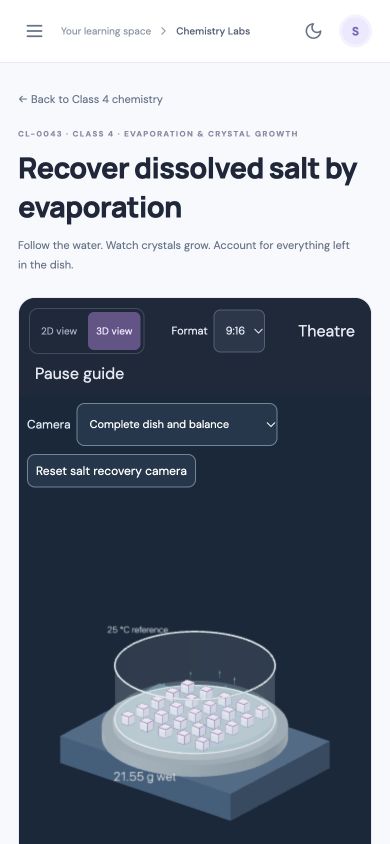 Your learning space > Chemistry Labs S
← Back to Class 4 chemistry
CL-0043 · CLASS 4 · EVAPORATION & CRYSTAL GROWTH
Recover dissolved salt by
evaporation
Follow the water. Watch crystals grow. Account for everything left
in the dish.
2D view 3D view Format 9:16 Theatre
Pause guide
Camera Complete dish and balance
Reset salt recovery camera
25 °C reference
21.55 g wet